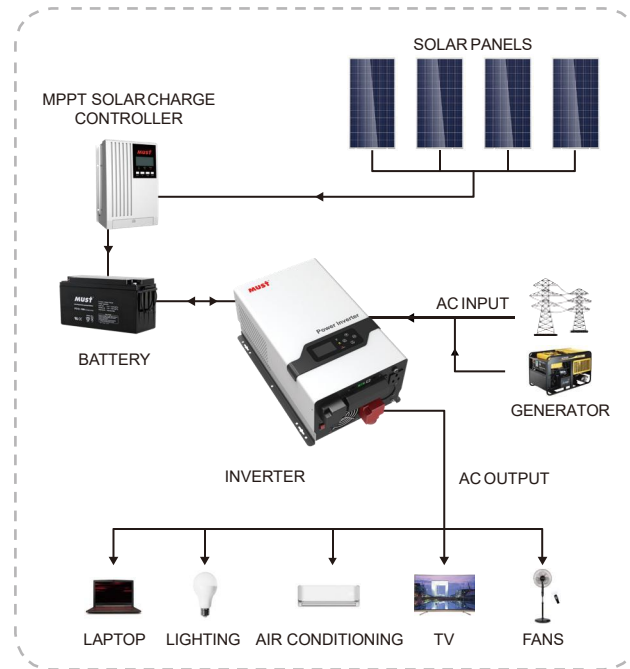 SOLAR PANELS
MPPT SOLAR CHARGE
CONTROLLER
MUST
MUST
MUST
Power Inverter
AC INPUT
BATTERY
GENERATOR
INVERTER
AC OUTPUT
LAPTOP
LIGHTING
AIR CONDITIONING
TV
FANS